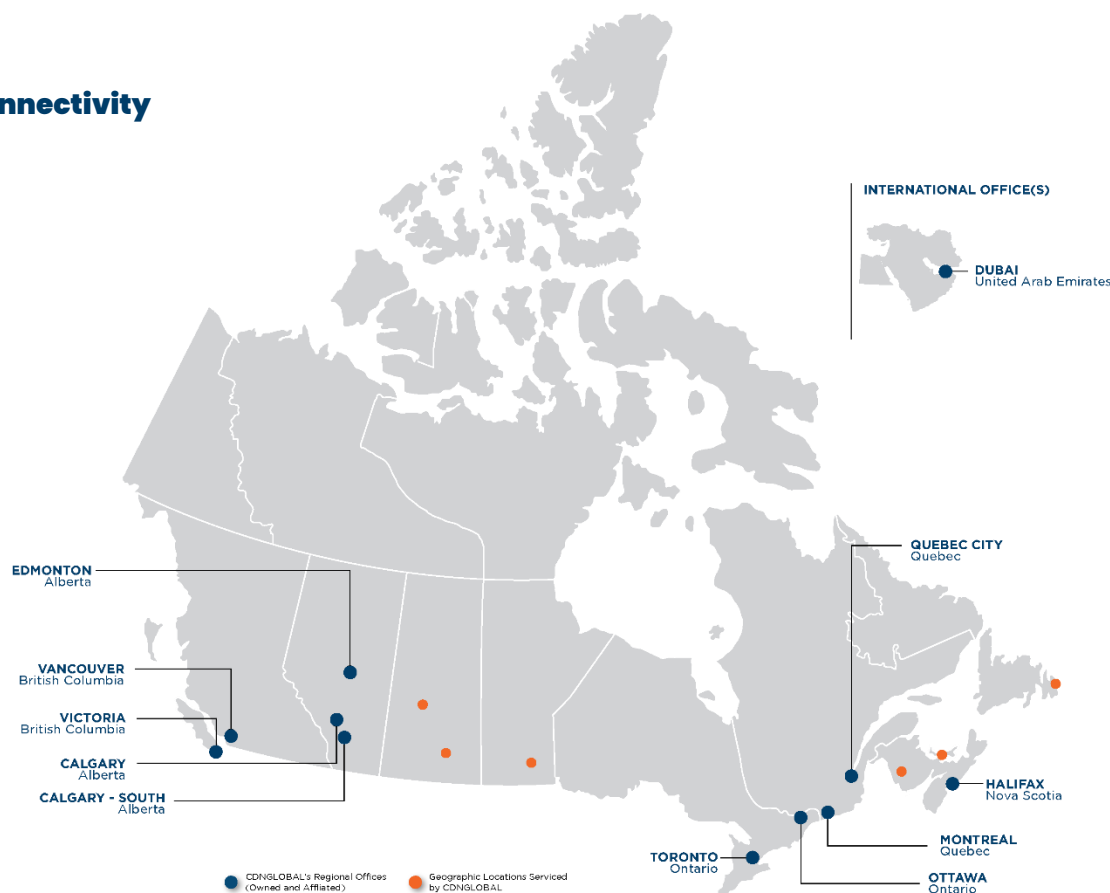 nnectivity
INTERNATIONAL OFFICE(S)
DUBAI
United Arab Emirates
QUEBEC CITY
Quebec
EDMONTON
Alberta
VANCOUVER
British Columbia
VICTORIA
British Columbia
CALGARY
Alberta
CALGARY - SOUTH
Alberta
HALIFAX
Nova Scotia
MONTREAL
Quebec
TORONTO
Ontario
OTTAWA
Ontario
CDNGLOBAL's Regional Offices
(Owned and Affliated)
Geographic Locations Serviced
by CDNGLOBAL